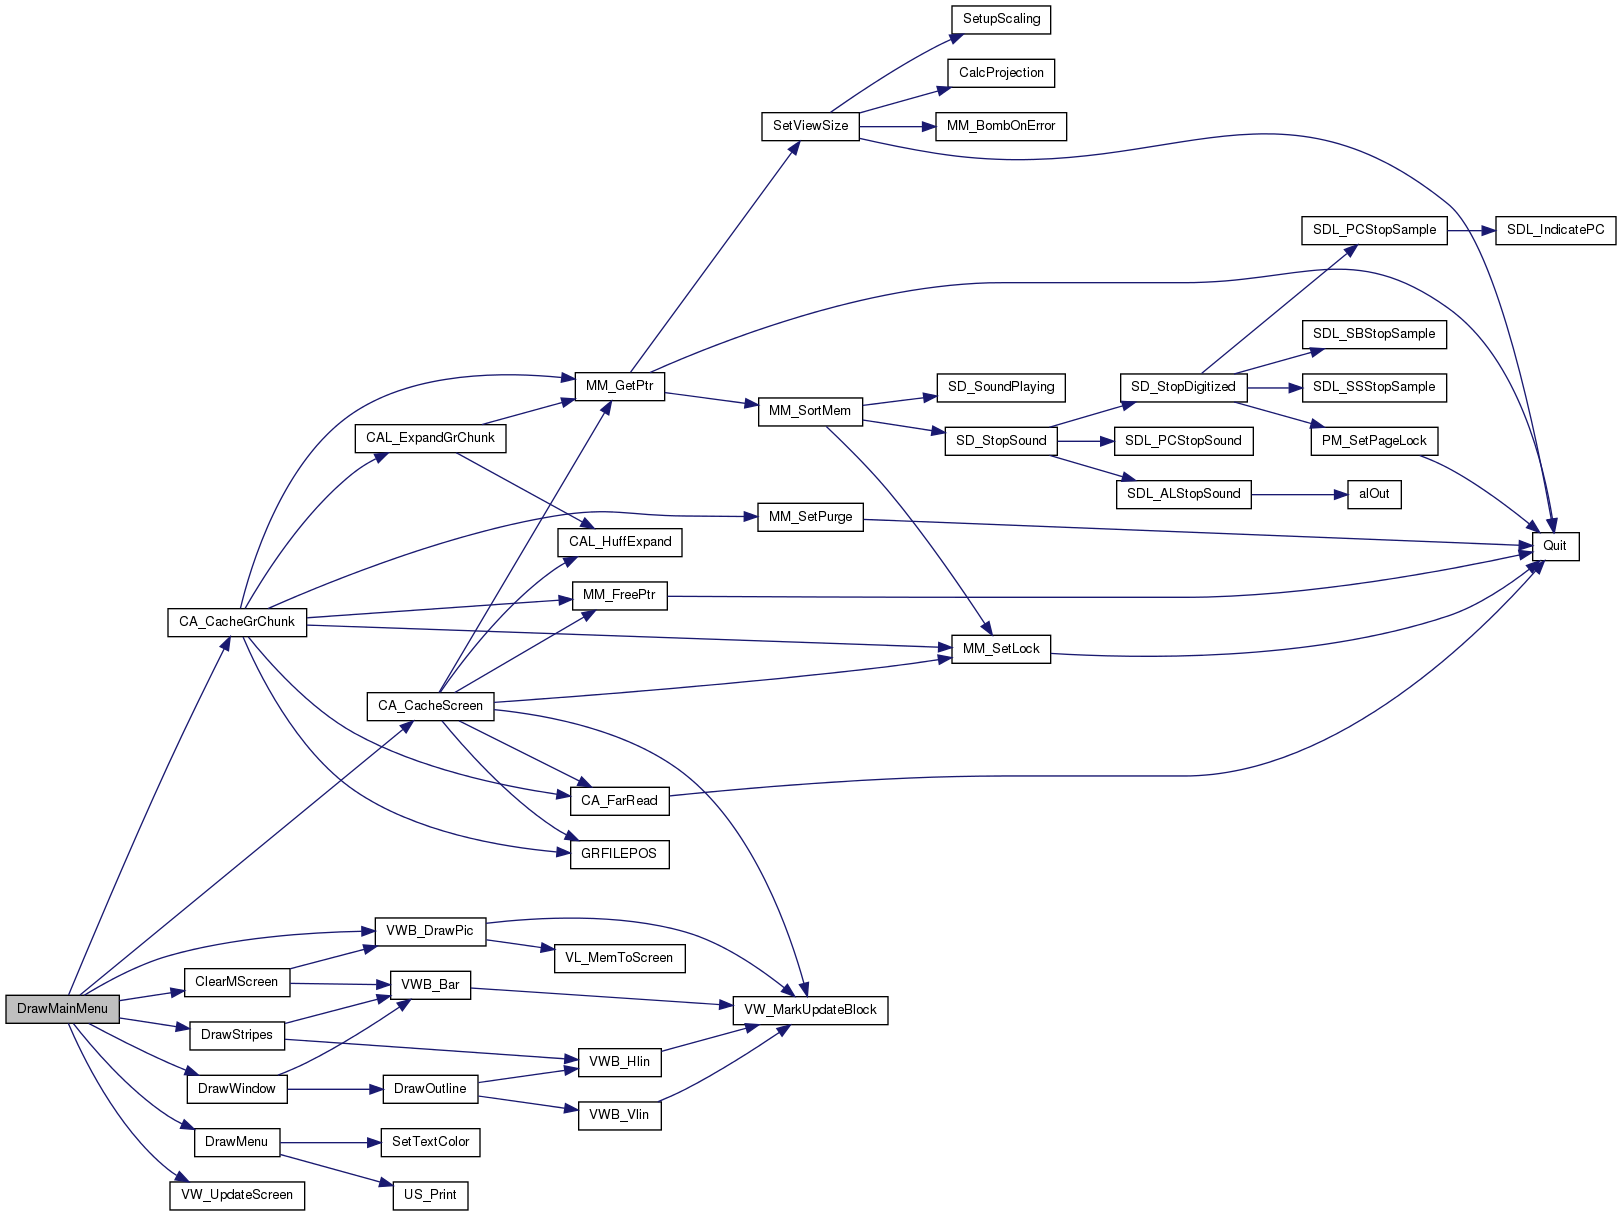 SetupScaling
CalcProjection
SetViewSize
MM_BombOnError
SDL_PCStopSample
SDL_IndicatePC
SDL_SBStopSample
MM_GetPtr
SD_SoundPlaying
SD_StopDigitized
SDL_SSStopSample
MM_SortMem
CAL_ExpandGrChunk
SD_StopSound
SDL_PCStopSound
PM_SetPageLock
SDL_ALStopSound
alOut
MM_SetPurge
CAL_HuffExpand
Quit
MM_FreePtr
CA_CacheGrChunk
MM_SetLock
CA_CacheScreen
CA_FarRead
GRFILEPOS
VWB_DrawPic
VL_MemToScreen
ClearMScreen
VWB_Bar
DrawMainMenu
VW_MarkUpdateBlock
DrawStripes
VWB_Hlin
DrawWindow
DrawOutline
VWB_Vlin
DrawMenu
SetTextColor
VW_UpdateScreen
US_Print